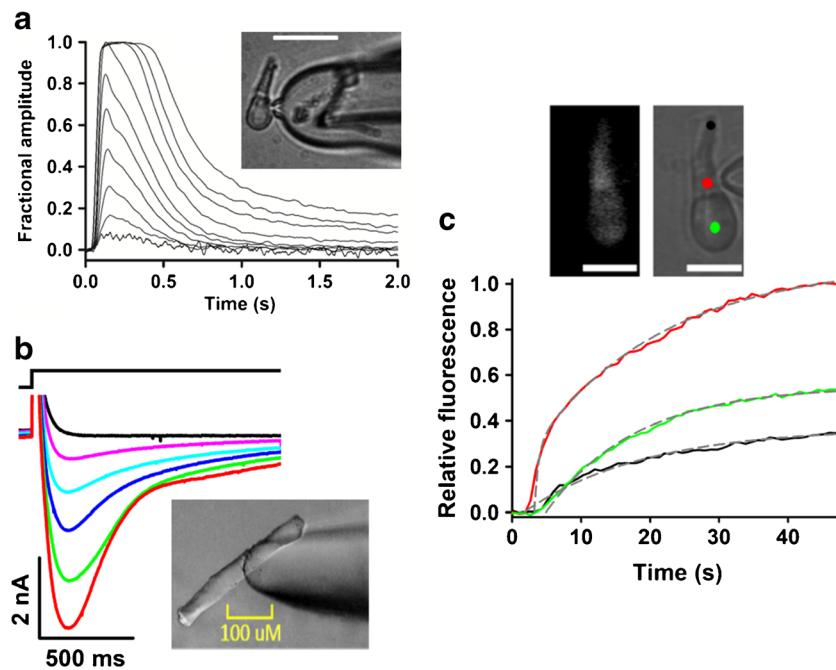 a
Fractional amplitude
1.0
0.8
0.6
0.4
0.2
0.0
0.0 0.5 1.0 1.5 2.0
Time (s)
b
2 nA
500 ms
100 uM
c
Relative fluorescence
1.0
0.8
0.6
0.4
0.2
0.0
0 10 20 30 40
Time (s)